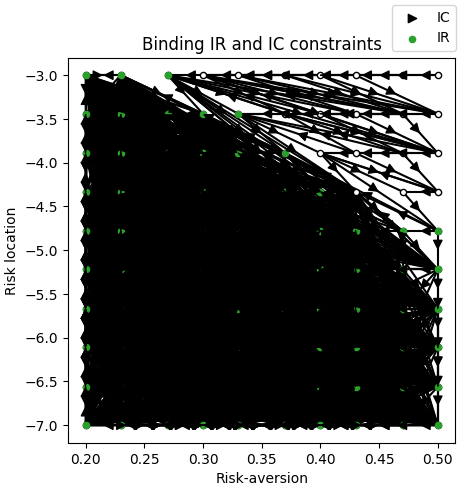 IC
IR
Binding IR and IC constraints
−3.0
−3.5
−4.0
−4.5
−5.0
−5.5
−6.0
−6.5
−7.0
Risk location
0.20 0.25 0.30 0.35 0.40 0.45 0.50
Risk-aversion